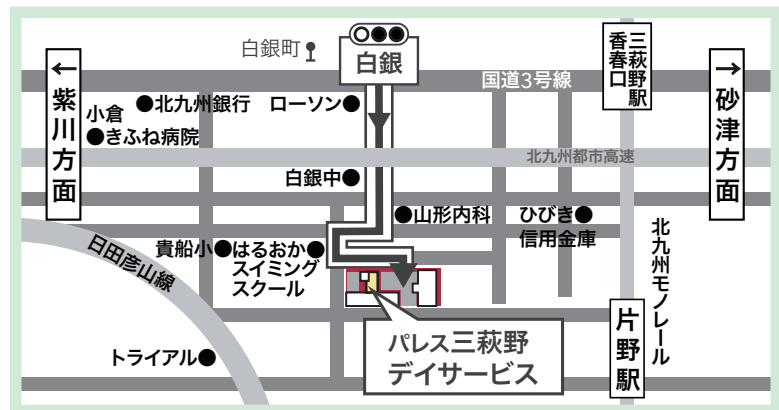 白銀町
白銀
国道3号線
香春口
三萩野駅
←紫川方面
→砂津方面
小倉
きふね病院
●北九州銀行
ローソン●
北九州都市高速
白銀中●
●山形内科
ひびき●
信用金庫
貴船小●
はるおか●
スイミング
スクール
日田彦山線
北九州モノレール
片野駅
トライアル●
パレス三萩野
デイサービス